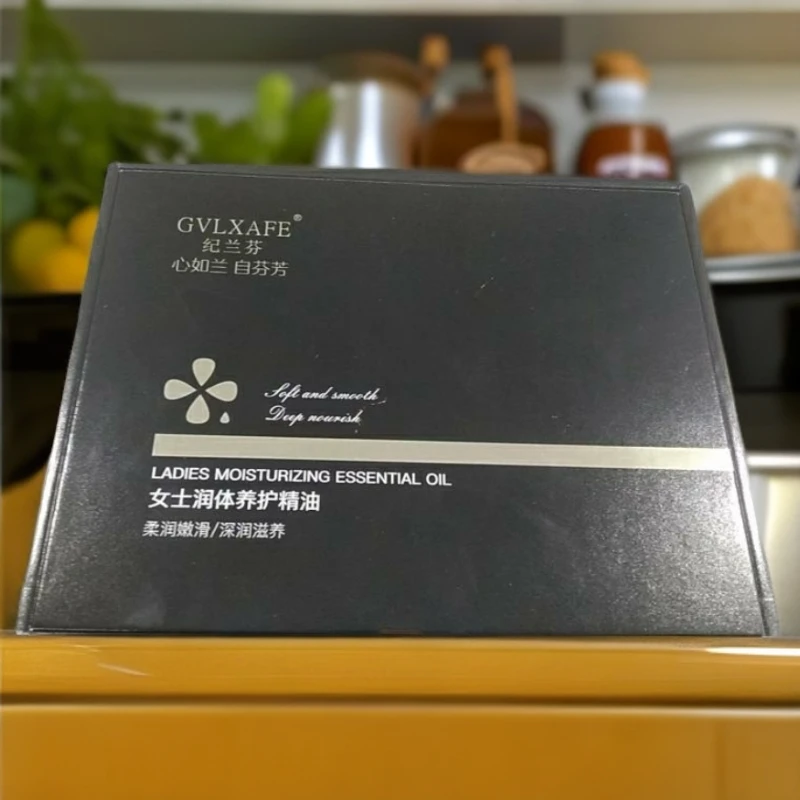 GVLXAFE®
纪兰芬
心如兰 自芬芳
Soft and smooth
Deep nourish
LADIES MOISTURIZING ESSENTIAL OIL
女士润体养护精油
柔润嫩滑/深润滋养